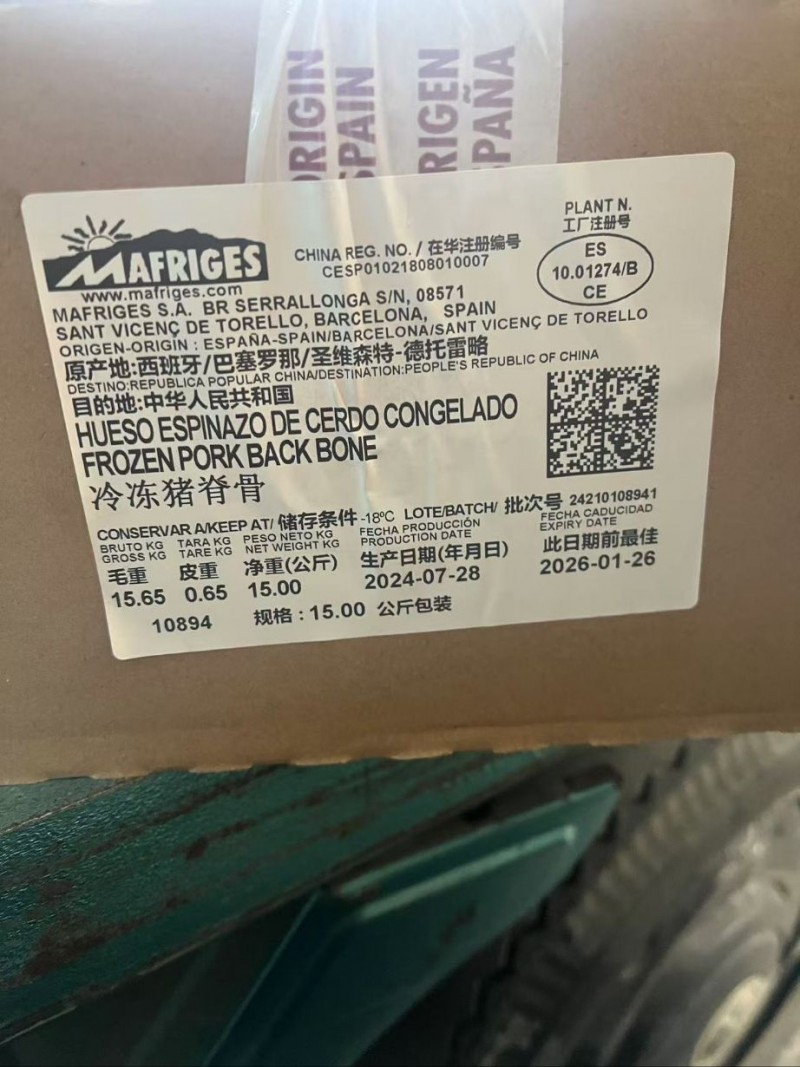 ORIGIN
SPAIN
ORIGEN
ESPAÑA
MAFRIGES
www.mafriges.com
CHINA REG. NO. / 在华注册编号
CESP01021808010007
PLANT N.
工厂注册号
ES
10.01274/B
CE
MAFRIGES S.A. BR SERRALLONGA S/N, 08571
SANT VICENÇ DE TORELLO, BARCELONA, SPAIN
ORIGEN-ORIGIN : ESPAÑA-SPAIN/BARCELONA/SANT VICENÇ DE TORELLO
原产地:西班牙/巴塞罗那/圣维森特-德托雷略
DESTINO:REPUBLICA POPULAR CHINA/DESTINATION:PEOPLE'S REPUBLIC OF CHINA
目的地:中华人民共和国
HUESO ESPINAZO DE CERDO CONGELADO
FROZEN PORK BACK BONE
冷冻猪脊骨
CONSERVAR A/KEEP AT/ 储存条件 -18ºC LOTE/BATCH/ 批次号 24210108941
BRUTO KG TARA KG PESO NETO KG FECHA PRODUCCIÓN FECHA CADUCIDAD
GROSS KG TARE KG NET WEIGHT KG PRODUCTION DATE EXPIRY DATE
毛重 皮重 净重(公斤) 生产日期(年月日) 此日期前最佳
15.65 0.65 15.00 2024-07-28 2026-01-26
10894 规格 : 15.00 公斤包装